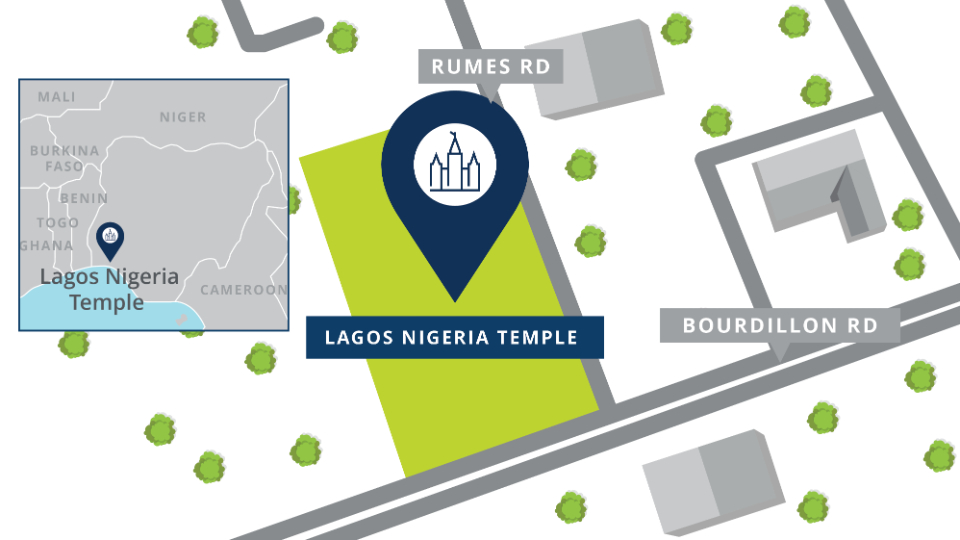 RUMES RD
MALI
NIGER
BURKINA
FASO
BENIN
TOGO
GHANA
Lagos Nigeria
Temple
CAMEROON
LAGOS NIGERIA TEMPLE
BOURDILLON RD